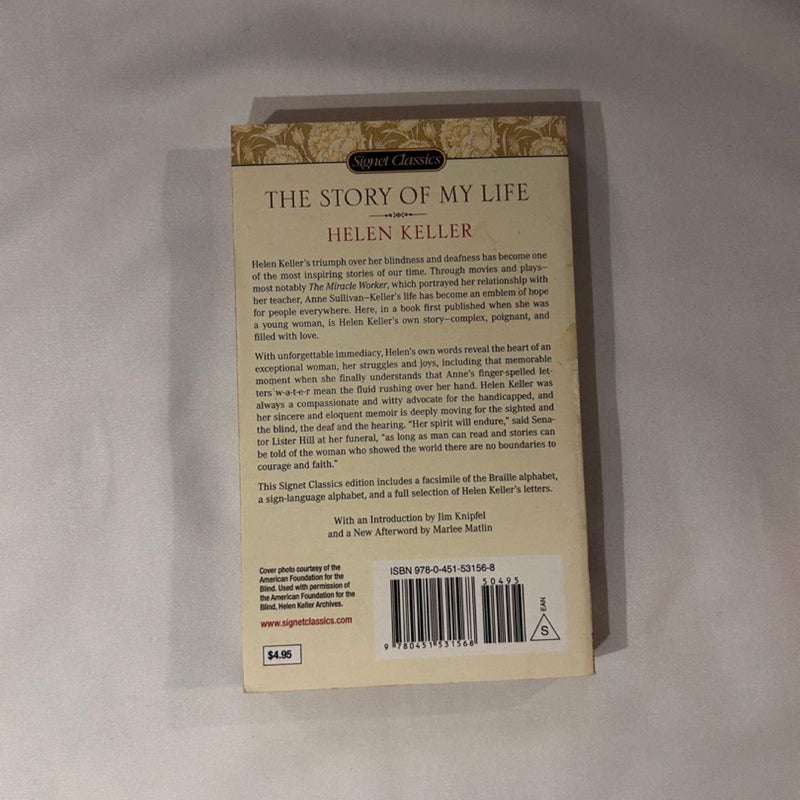 Signet Classics
THE STORY OF MY LIFE
HELEN KELLER
Helen Keller's triumph over her blindness and deafness has become one
of the most inspiring stories of our time. Through movies and plays—
most notably The Miracle Worker, which portrayed her relationship with
her teacher, Anne Sullivan—Keller's life has become an emblem of hope
for people everywhere. Here, in a book first published when she was
a young woman, is Helen Keller's own story—complex, poignant, and
filled with love.
With unforgettable immediacy, Helen's own words reveal the heart of an
exceptional woman, her struggles and joys, including that memorable
moment when she finally understands that Anne's finger-spelled let-
ters w-a-t-e-r mean the fluid rushing over her hand. Helen Keller was
always a compassionate and witty advocate for the handicapped, and
her sincere and eloquent memoir is deeply moving for the sighted and
the blind, the deaf and the hearing. "Her spirit will endure," said Sena-
tor Lister Hill at her funeral, "as long as man can read and stories can
be told of the woman who showed the world there are no boundaries to
courage and faith."
This Signet Classics edition includes a facsimile of the Braille alphabet,
a sign-language alphabet, and a full selection of Helen Keller's letters.
With an Introduction by Jim Knipfel
and a New Afterword by Marlee Matlin
Cover photo courtesy of the
American Foundation for the
Blind. Used with permission of
the American Foundation for the
Blind, Helen Keller Archives.
www.signetclassics.com
$4.95
ISBN 978-0-451-53156-8
50495
9 780451 531568
EAN
S